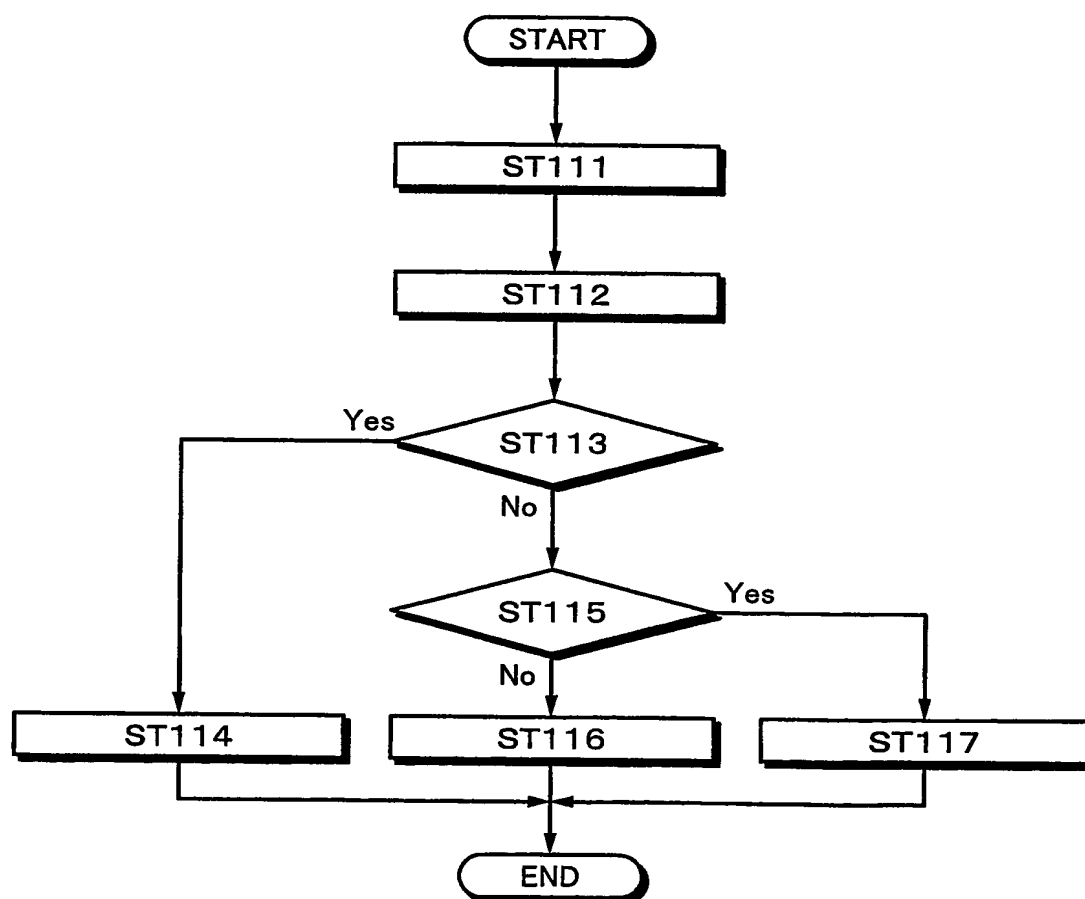 START
ST111
ST112
Yes
ST113
No
ST115
Yes
No
ST114
ST116
ST117
END